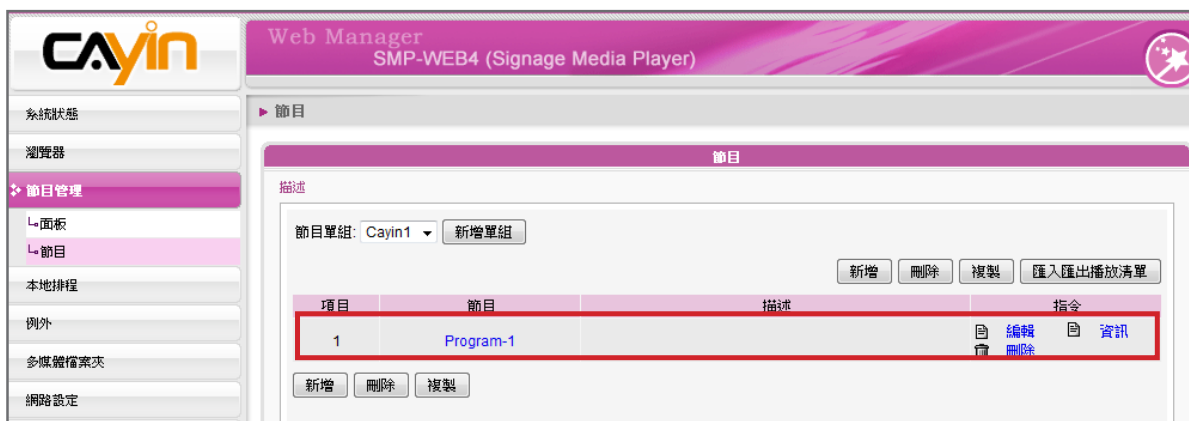 CAYIN
Web Manager
SMP-WEB4 (Signage Media Player)
系統狀態
瀏覽器
節目管理
面板
節目
本地排程
例外
多媒體檔案夾
網路設定
節目
節目
描述
節目單組: Cayin1 新增單組
新增 刪除 複製 匯入匯出播放清單
項目 節目 描述 指令
1 Program-1 編輯 資訊
刪除
新增 刪除 複製